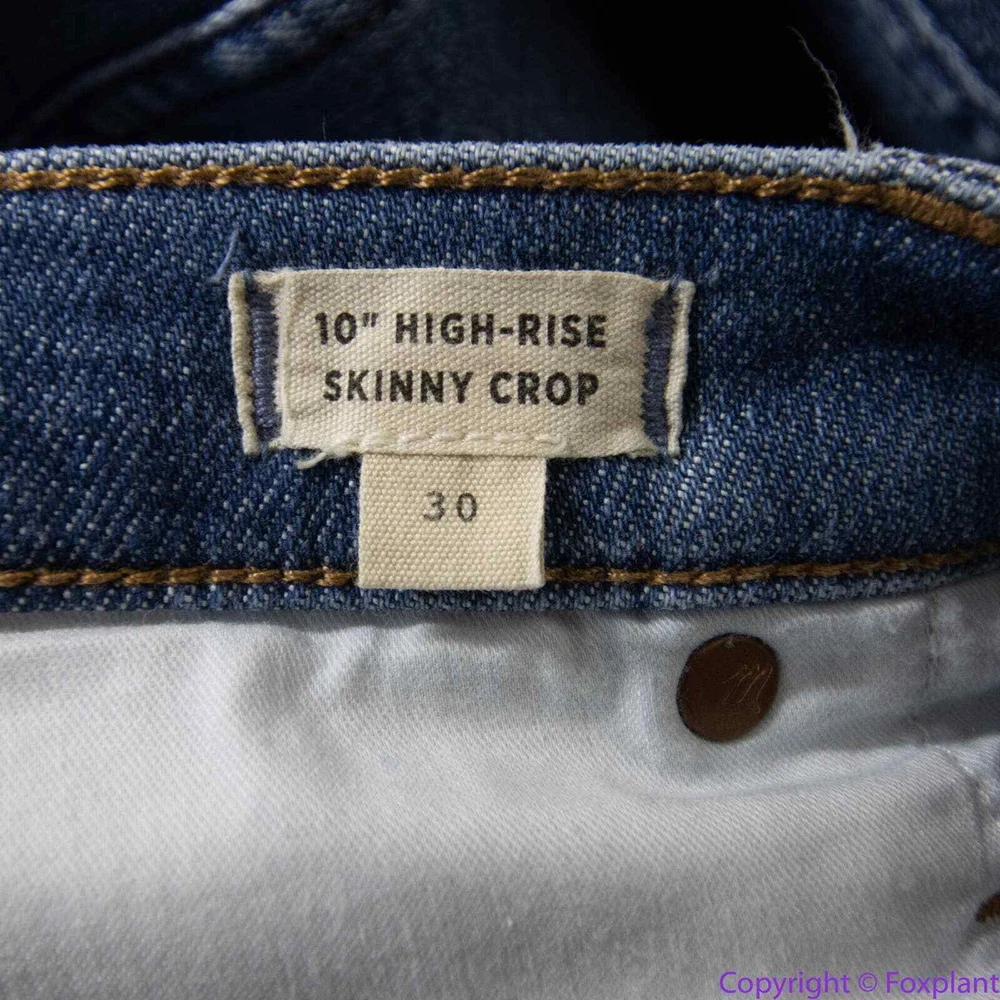 10" HIGH-RISE
SKINNY CROP
30
m
Copyright © Foxplant